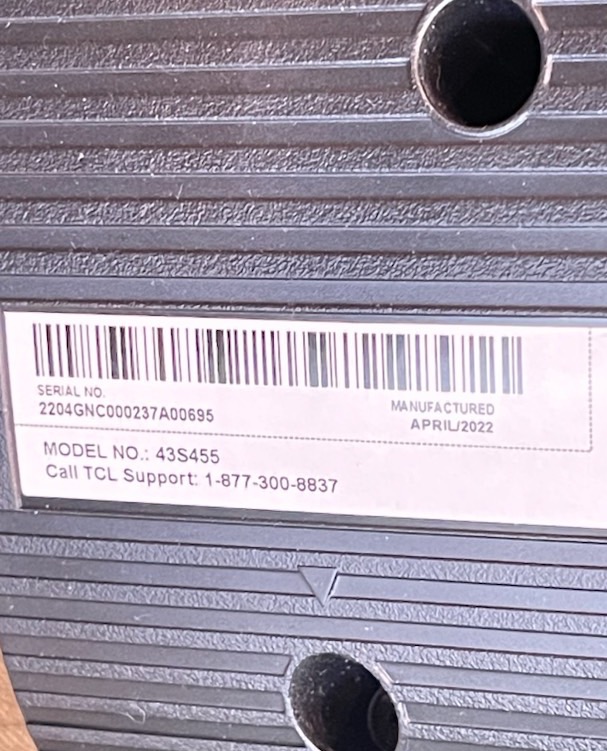 SERIAL NO.
2204GNC000237A00695
MANUFACTURED
APRIL/2022
MODEL NO.: 43S455
Call TCL Support: 1-877-300-8837